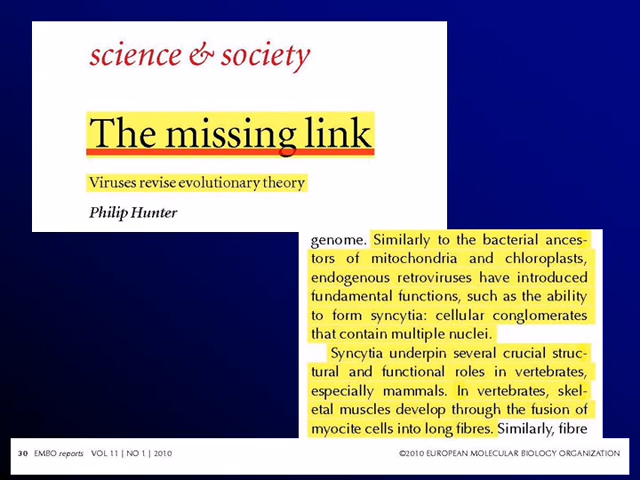 science & society
The missing link
Viruses revise evolutionary theory
Philip Hunter
genome. Similarly to the bacterial ances-
tors of mitochondria and chloroplasts,
endogenous retroviruses have introduced
fundamental functions, such as the ability
to form syncytia: cellular conglomerates
that contain multiple nuclei.
Syncytia underpin several crucial struc-
tural and functional roles in vertebrates,
especially mammals. In vertebrates, skel-
etal muscles develop through the fusion of
myocite cells into long fibres. Similarly, fibre
30 EMBO reports VOL 11 | NO 1 | 2010 ©2010 EUROPEAN MOLECULAR BIOLOGY ORGANIZATION